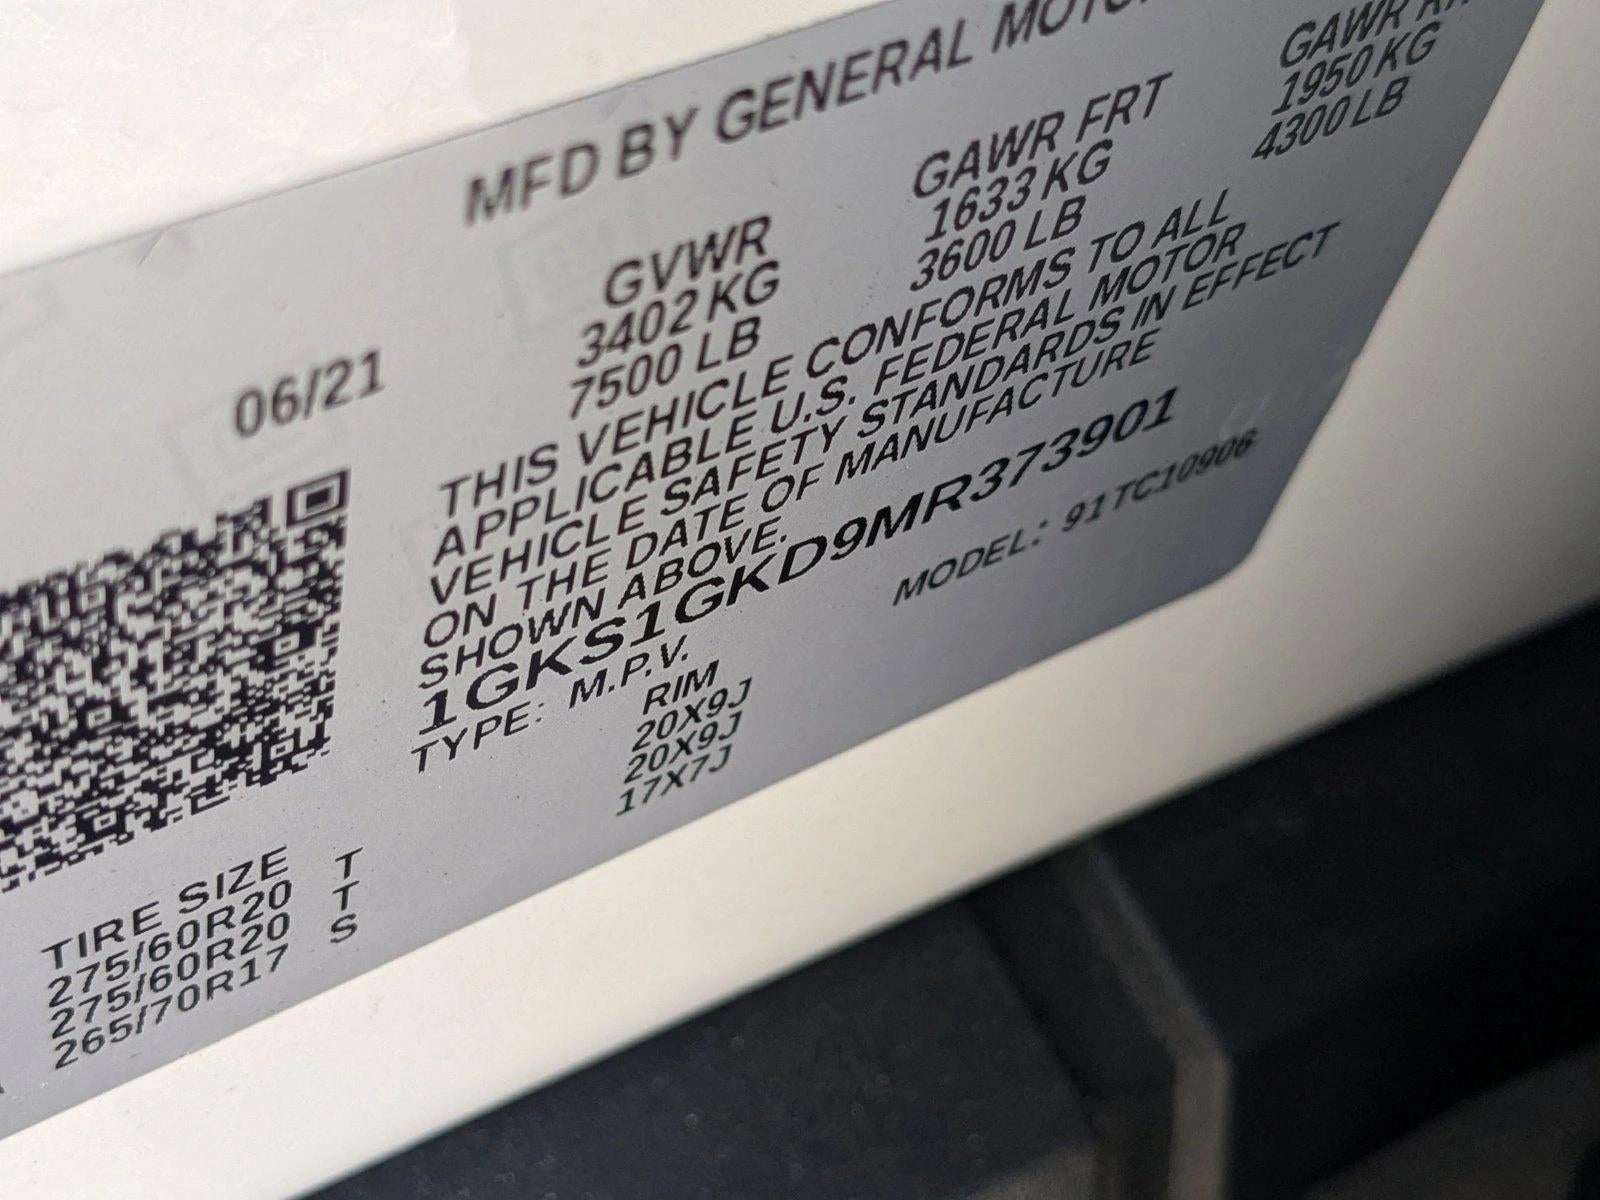 MFD BY GENERAL
GVWR GAWR FRT GAWR
3402 KG 1633 KG 1950 KG
7500 LB 3600 LB 4300 LB
06/21
THIS VEHICLE CONFORMS TO ALL
APPLICABLE U.S. FEDERAL MOTOR
VEHICLE SAFETY STANDARDS IN EFFECT
ON THE DATE OF MANUFACTURE
SHOWN ABOVE.
1GKS1GKD9MR373901
TYPE: M.P.V. MODEL: 91TC10906
TIRE SIZE RIM
275/60R20 T 20X9J
275/60R20 T 20X9J
265/70R17 S 17X7J